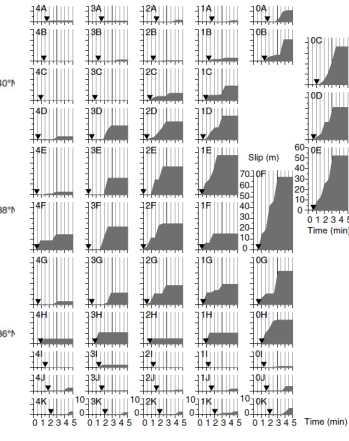 4A 3A 2A 1A 0A
4B 3B 2B 1B 0B
0C
4C 3C 2C 1C
40°N
0D
4D 3D 2D 1D
4E 3E 2E 1E Slip (m) 60 0E
50
70 0F 40
60 30
50 20
38°N 4F 3F 2F 1F 40 10
30 0
20 0 1 2 3 4 5
10 Time (min)
0
4G 3G 2G 1G 0G
36°N 4H 3H 2H 1H 0H
4I 3I 2I 1I 0I
4J 3J 2J 1J 0J
4K 10 3K 2K 10 1K 10 0K
0 0 0
0 1 2 3 4 5 0 1 2 3 4 5 0 1 2 3 4 5 0 1 2 3 4 5 0 1 2 3 4 5 Time (min)